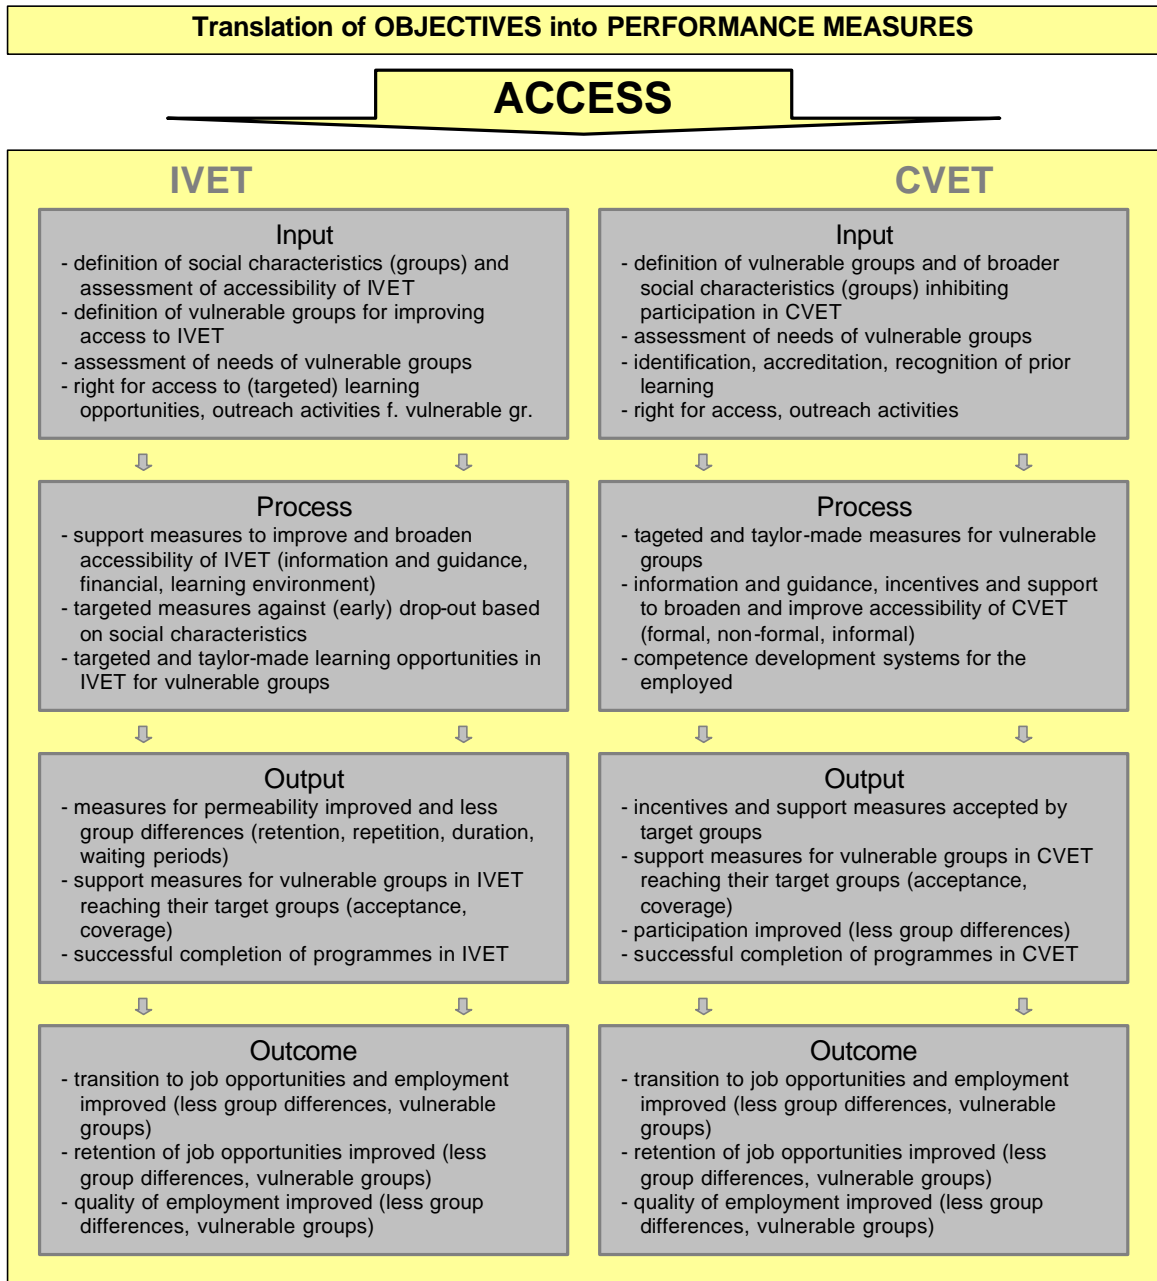 Translation of OBJECTIVES into PERFORMANCE MEASURES
ACCESS
IVET
Input
- definition of social characteristics (groups) and
assessment of accessibility of IVET
- definition of vulnerable groups for improving
access to IVET
- assessment of needs of vulnerable groups
- right for access to (targeted) learning
opportunities, outreach activities f. vulnerable gr.
Process
- support measures to improve and broaden
accessibility of IVET (information and guidance,
financial, learning environment)
- targeted measures against (early) drop-out based
on social characteristics
- targeted and taylor-made learning opportunities in
IVET for vulnerable groups
Output
- measures for permeability improved and less
group differences (retention, repetition, duration,
waiting periods)
- support measures for vulnerable groups in IVET
reaching their target groups (acceptance,
coverage)
- successful completion of programmes in IVET
Outcome
- transition to job opportunities and employment
improved (less group differences, vulnerable
groups)
- retention of job opportunities improved (less
group differences, vulnerable groups)
- quality of employment improved (less group
differences, vulnerable groups)
CVET
Input
- definition of vulnerable groups and of broader
social characteristics (groups) inhibiting
participation in CVET
- assessment of needs of vulnerable groups
- identification, accreditation, recognition of prior
learning
- right for access, outreach activities
Process
- tageted and taylor-made measures for vulnerable
groups
- information and guidance, incentives and support
to broaden and improve accessibility of CVET
(formal, non-formal, informal)
- competence development systems for the
employed
Output
- incentives and support measures accepted by
target groups
- support measures for vulnerable groups in CVET
reaching their target groups (acceptance,
coverage)
- participation improved (less group differences)
- successful completion of programmes in CVET
Outcome
- transition to job opportunities and employment
improved (less group differences, vulnerable
groups)
- retention of job opportunities improved (less
group differences, vulnerable groups)
- quality of employment improved (less group
differences, vulnerable groups)